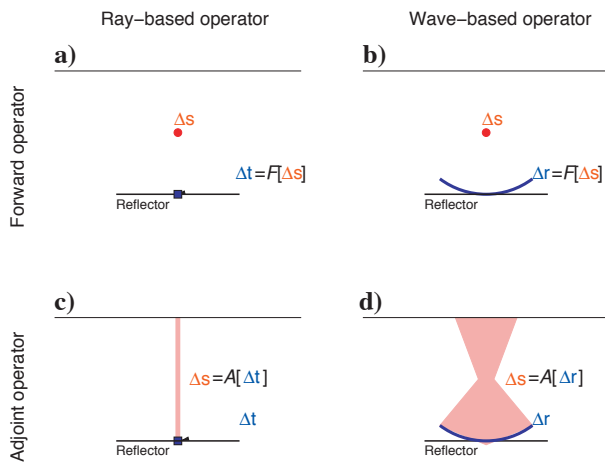 Ray-based operator
Wave-based operator
a)
b)
Forward operator
Δs
Δs
Δt=F[Δs]
Δr=F[Δs]
Reflector
Reflector
c)
d)
Adjoint operator
Δs=A[Δt]
Δs=A[Δr]
Δt
Δr
Reflector
Reflector